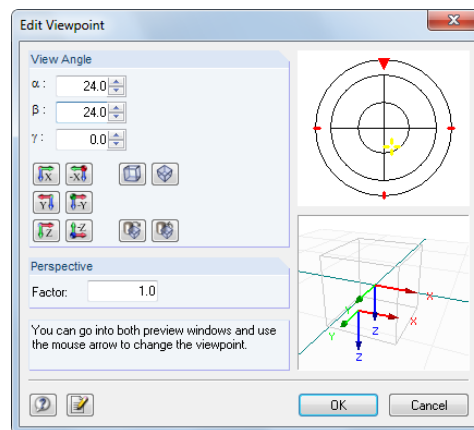 Edit Viewpoint
View Angle
α: 24.0
β: 24.0
γ: 0.0
X -X
Y -Y
Z -Z
Perspective
Factor: 1.0
You can go into both preview windows and use
the mouse arrow to change the viewpoint.
X
Y
Z
X
Y
Z
OK Cancel